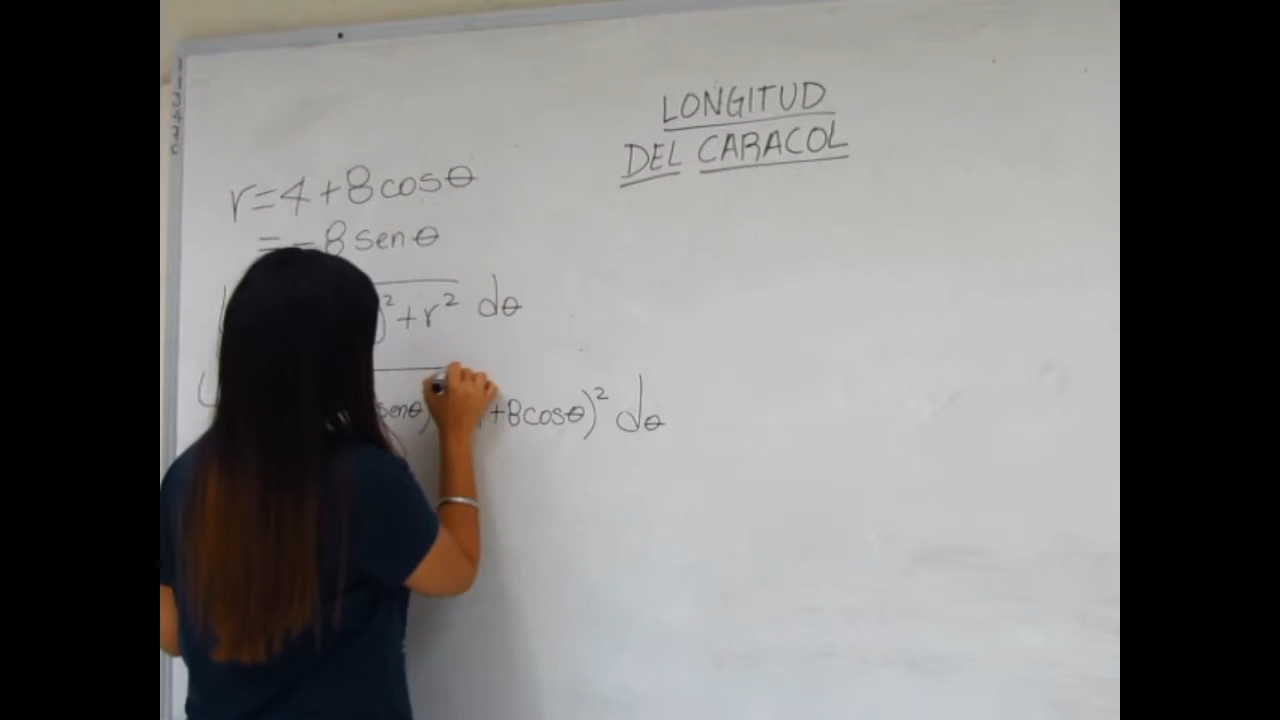 LONGITUD
DEL CARACOL
r=4+8cosθ
=-8senθ
)²+r² dθ
senθ) +8cosθ)² dθ